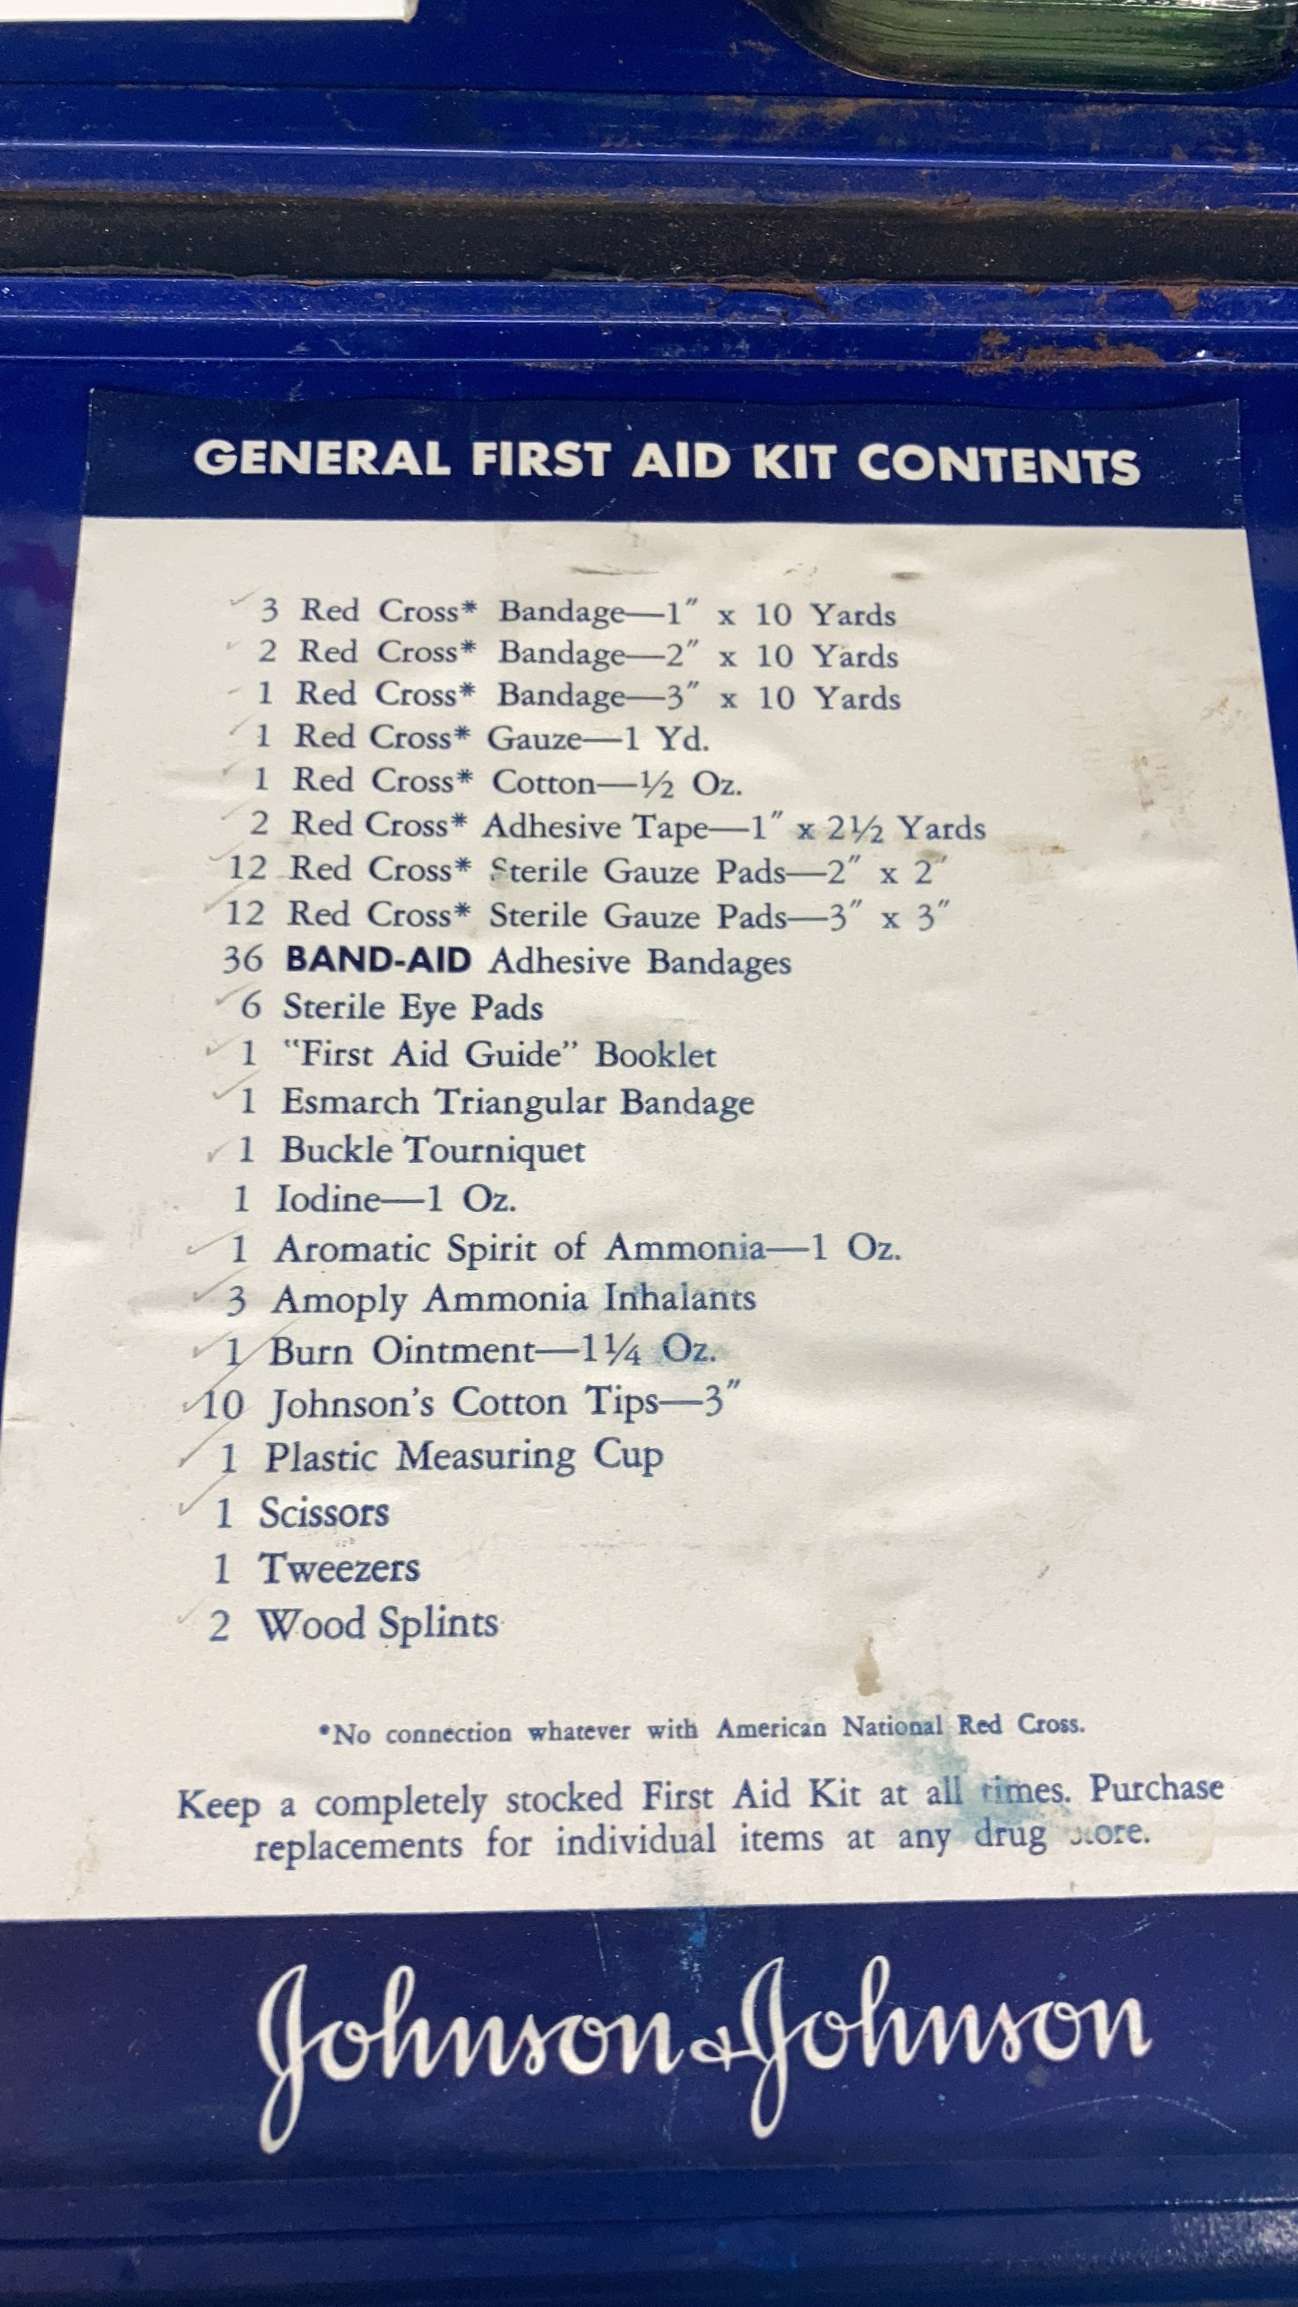 GENERAL FIRST AID KIT CONTENTS
3 Red Cross* Bandage—1″ x 10 Yards
2 Red Cross* Bandage—2″ x 10 Yards
1 Red Cross* Bandage—3″ x 10 Yards
1 Red Cross* Gauze—1 Yd.
1 Red Cross* Cotton—½ Oz.
2 Red Cross* Adhesive Tape—1″ x 2½ Yards
12 Red Cross* Sterile Gauze Pads—2″ x 2″
12 Red Cross* Sterile Gauze Pads—3″ x 3″
36 BAND-AID Adhesive Bandages
6 Sterile Eye Pads
1 "First Aid Guide" Booklet
1 Esmarch Triangular Bandage
1 Buckle Tourniquet
1 Iodine—1 Oz.
1 Aromatic Spirit of Ammonia—1 Oz.
3 Amoply Ammonia Inhalants
1 Burn Ointment—1¼ Oz.
10 Johnson's Cotton Tips—3″
1 Plastic Measuring Cup
1 Scissors
1 Tweezers
2 Wood Splints
*No connection whatever with American National Red Cross.
Keep a completely stocked First Aid Kit at all times. Purchase
replacements for individual items at any drug store.
Johnson & Johnson